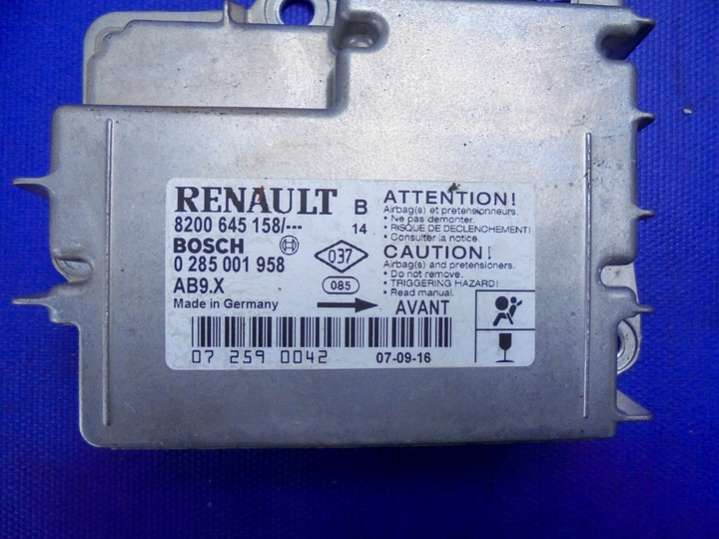 RENAULT B
8200 645 158/--- 14
BOSCH
0 285 001 958
AB9.X
Made in Germany
037
085
ATTENTION!
Airbag(s) et pretensionneurs.
• Ne pas demonter.
• RISQUE DE DECLENCHEMENT!
• Consulter la notice.
CAUTION!
Airbag(s) and pretensioners.
• Do not remove.
• TRIGGERING HAZARD!
• Read manual.
AVANT
07 259 0042
07-09-16